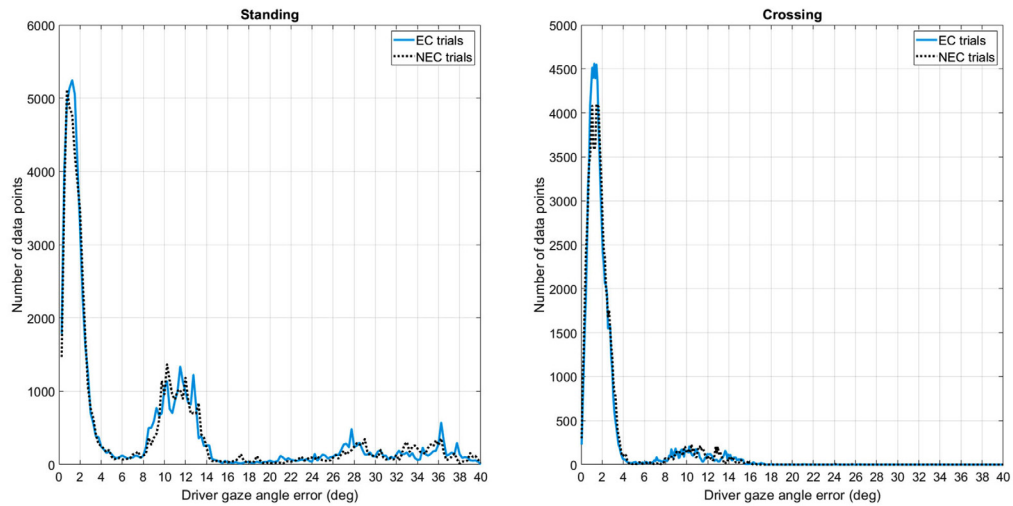 Standing
6000
5000
4000
3000
2000
1000
0
Number of data points
EC trials
NEC trials
0 2 4 6 8 10 12 14 16 18 20 22 24 26 28 30 32 34 36 38 40
Driver gaze angle error (deg)
Crossing
5000
4500
4000
3500
3000
2500
2000
1500
1000
500
0
Number of data points
EC trials
NEC trials
0 2 4 6 8 10 12 14 16 18 20 22 24 26 28 30 32 34 36 38 40
Driver gaze angle error (deg)